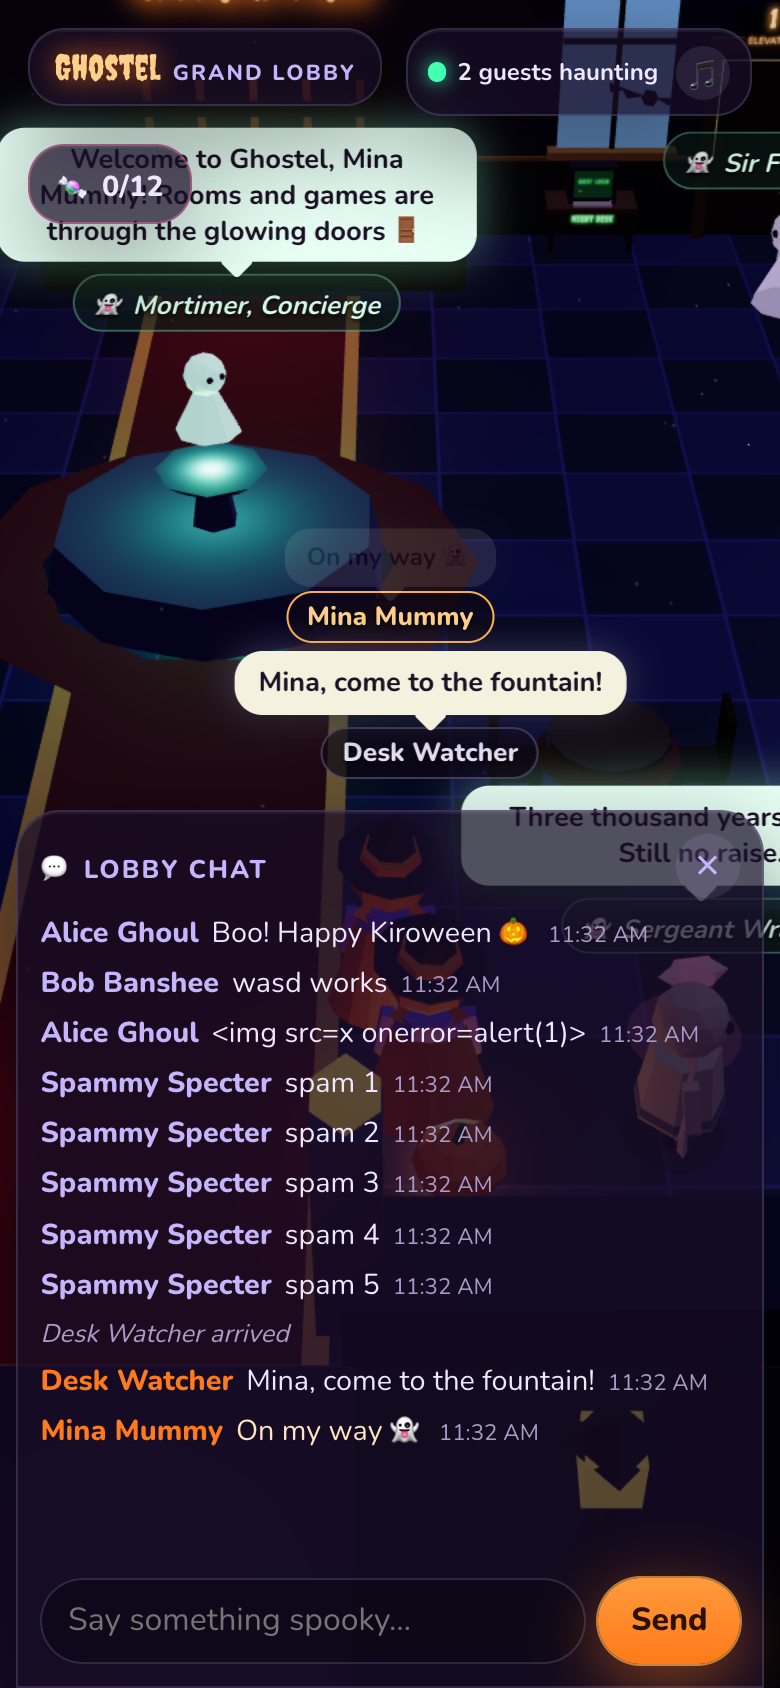 GHOSTEL GRAND LOBBY
2 guests haunting
ELEVAT
Welcome to Ghostel, Mina
Mummy! Rooms and games are
through the glowing doors 🚪
🍬 0/12
👻 Sir F
NIGHT DESK
👻 Mortimer, Concierge
On my way 👻
Mina Mummy
Mina, come to the fountain!
Desk Watcher
Three thousand years
Still no raise.
👻 Sergeant Wra
💬 LOBBY CHAT
✕
Alice Ghoul Boo! Happy Kiroween 🎃 11:32 AM
Bob Banshee wasd works 11:32 AM
Alice Ghoul <img src=x onerror=alert(1)> 11:32 AM
Spammy Specter spam 1 11:32 AM
Spammy Specter spam 2 11:32 AM
Spammy Specter spam 3 11:32 AM
Spammy Specter spam 4 11:32 AM
Spammy Specter spam 5 11:32 AM
Desk Watcher arrived
Desk Watcher Mina, come to the fountain! 11:32 AM
Mina Mummy On my way 👻 11:32 AM
Say something spooky...
Send